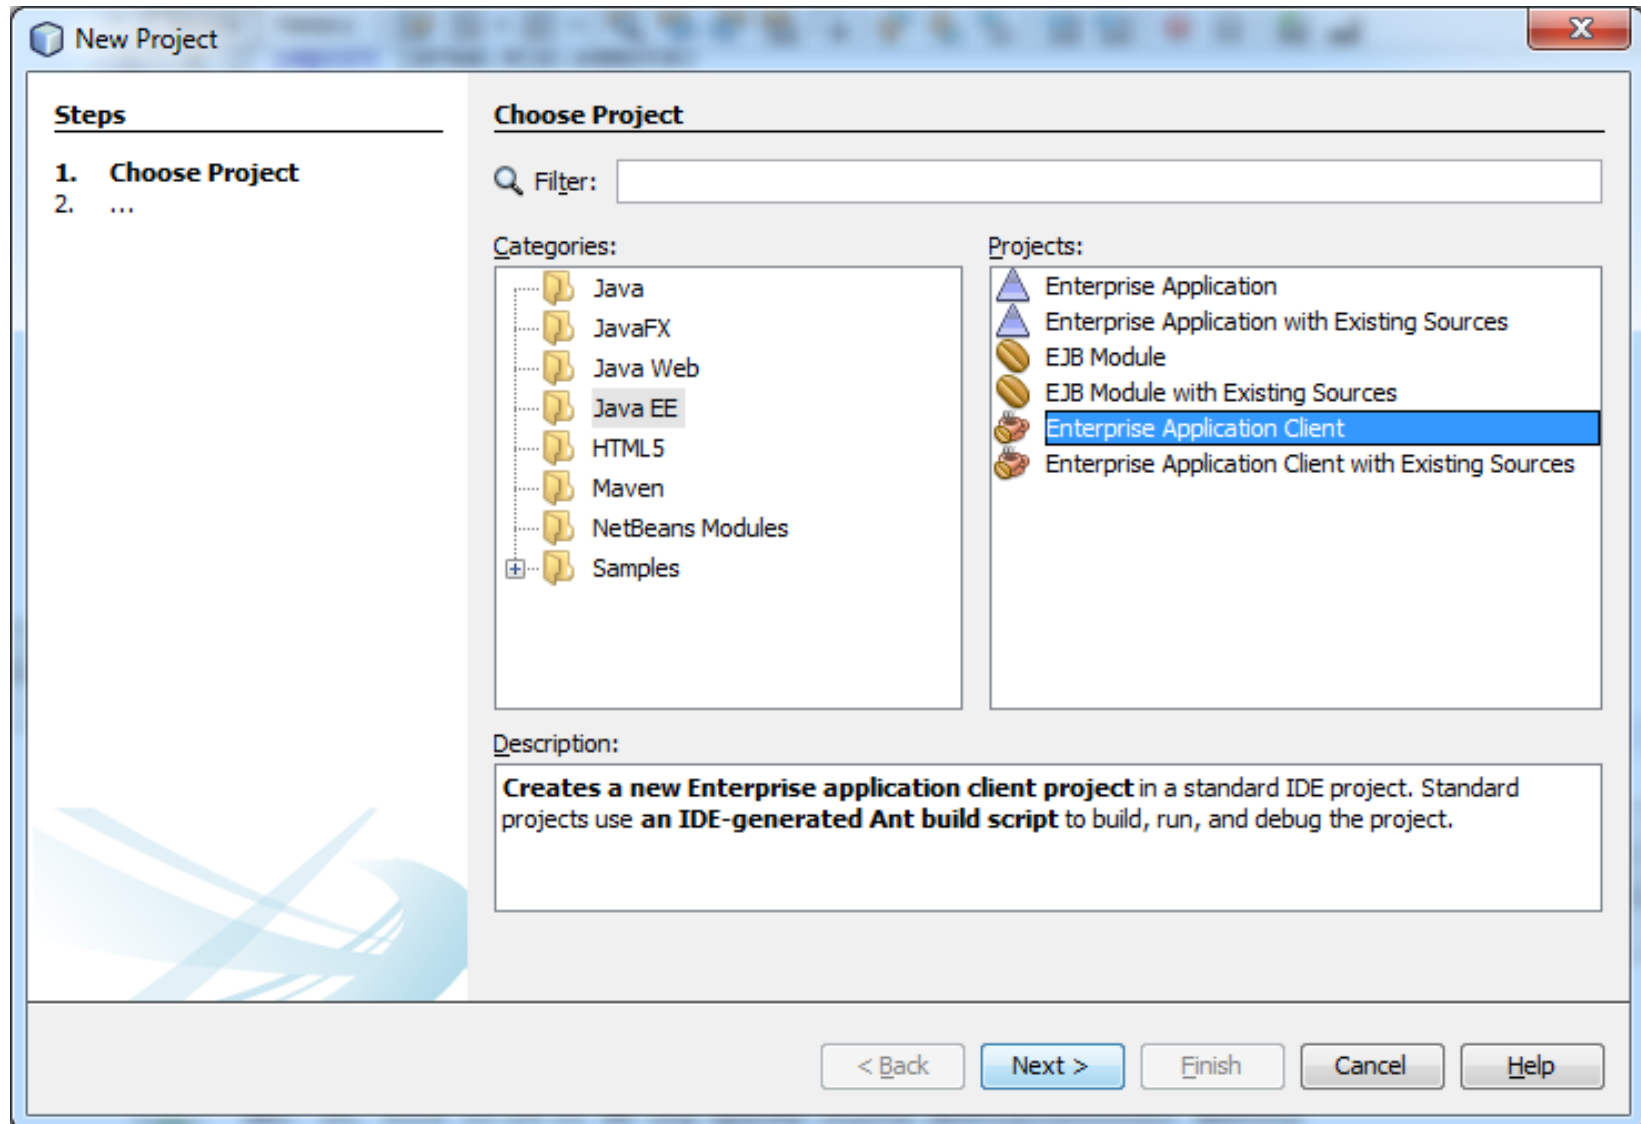 New Project
X
Steps
1. Choose Project
2. ...
Choose Project
Filter:
Categories:
Java
JavaFX
Java Web
Java EE
HTML5
Maven
NetBeans Modules
Samples
Projects:
Enterprise Application
Enterprise Application with Existing Sources
EJB Module
EJB Module with Existing Sources
Enterprise Application Client
Enterprise Application Client with Existing Sources
Description:
Creates a new Enterprise application client project in a standard IDE project. Standard
projects use an IDE-generated Ant build script to build, run, and debug the project.
< Back
Next >
Finish
Cancel
Help